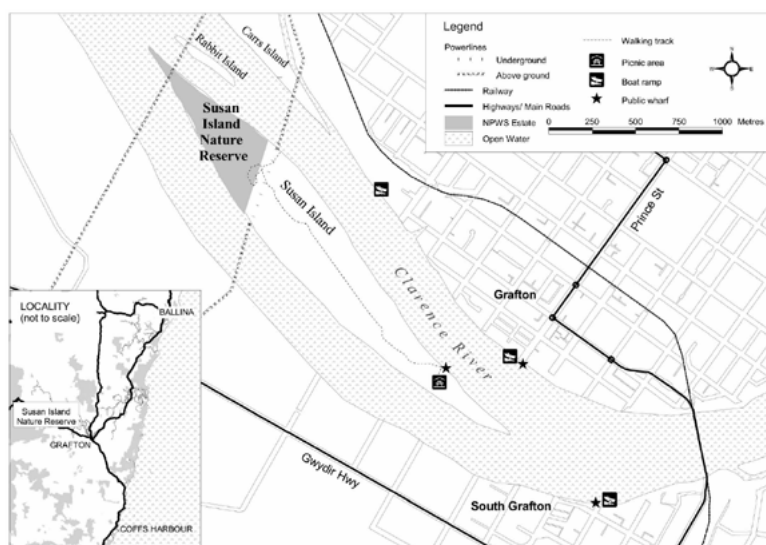 Legend
Powerlines
Underground
Above ground
Railway
Highways/ Main Roads
NPWS Estate
Open Water
Walking track
Picnic area
Boat ramp
Public wharf
N
0 250 500 750 1000 Metres
Carrs Island
Rabbit Island
Susan
Island
Nature
Reserve
Susan Island
Clarence River
Prince St
Grafton
Gwydir Hwy
South Grafton
LOCALITY
(not to scale)
BALLINA
Susan Island
Nature Reserve
GRAFTON
COFFS HARBOUR